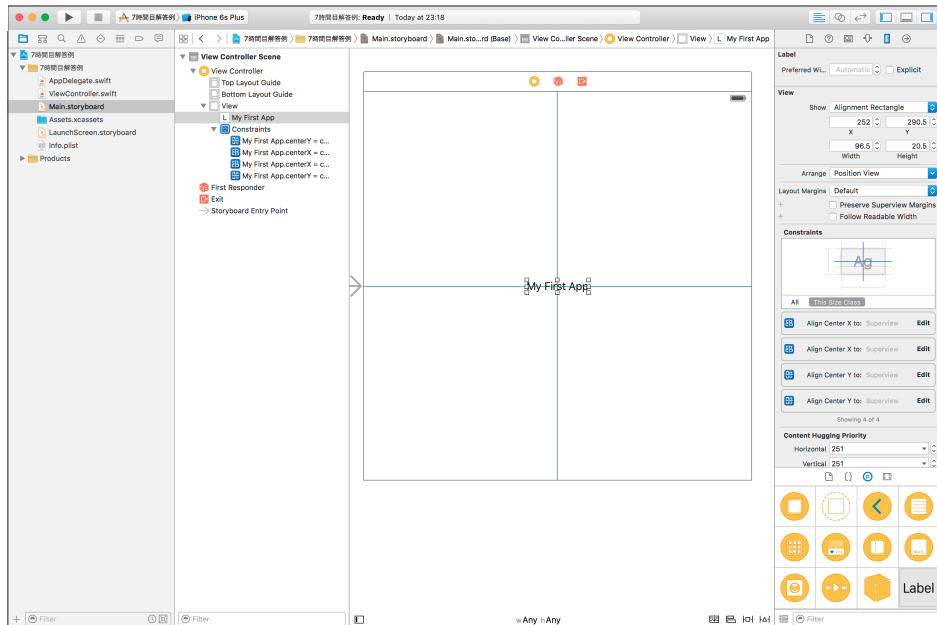 7時間目解答例 〉 iPhone 6s Plus
7時間目解答例: Ready | Today at 23:18
7時間目解答例 〉 7時間目解答例 〉 Main.storyboard 〉 Main.sto...rd (Base) 〉 View Co...ller Scene 〉 View Controller 〉 View 〉 L My First App
7時間目解答例
7時間目解答例
AppDelegate.swift
ViewController.swift
Main.storyboard
Assets.xcassets
LaunchScreen.storyboard
Info.plist
Products
Filter
View Controller Scene
View Controller
Top Layout Guide
Bottom Layout Guide
View
L My First App
Constraints
My First App.centerY = c...
My First App.centerX = c...
My First App.centerX = c...
My First App.centerY = c...
First Responder
Exit
Storyboard Entry Point
Filter
My First App
wAny hAny
Label
Preferred Wi... Automatic Explicit
View
Show Alignment Rectangle
252 290.5
X Y
96.5 20.5
Width Height
Arrange Position View
Layout Margins Default
Preserve Superview Margins
Follow Readable Width
Constraints
Ag
All This Size Class
Align Center X to: Superview Edit
Align Center X to: Superview Edit
Align Center Y to: Superview Edit
Align Center Y to: Superview Edit
Showing 4 of 4
Content Hugging Priority
Horizontal 251
Vertical 251
Label
Filter